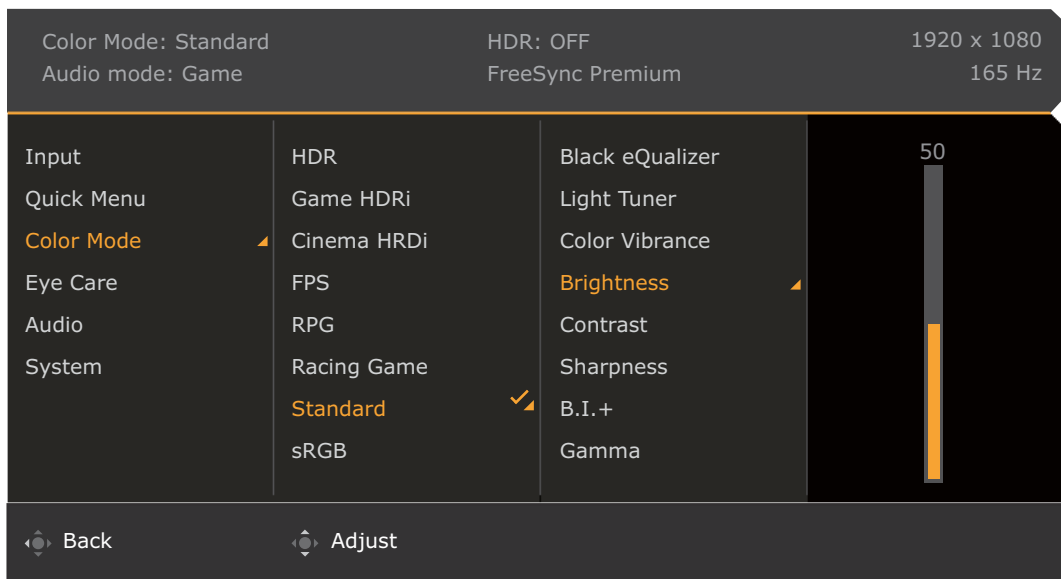 Color Mode: Standard
HDR: OFF
1920 x 1080
Audio mode: Game
FreeSync Premium
165 Hz
Input
Quick Menu
Color Mode
Eye Care
Audio
System
HDR
Game HDRi
Cinema HRDi
FPS
RPG
Racing Game
Standard
sRGB
Black eQualizer
Light Tuner
Color Vibrance
Brightness
Contrast
Sharpness
B.I.+
Gamma
50
Back
Adjust